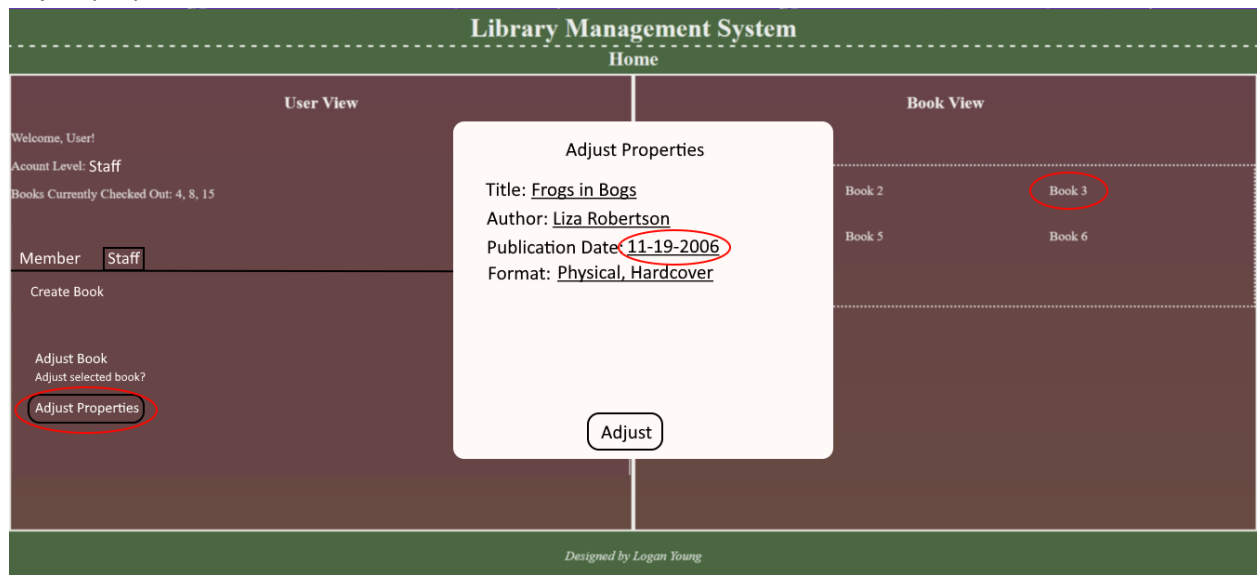 Library Management System
Home
User View
Welcome, User!
Acount Level: Staff
Books Currently Checked Out: 4, 8, 15
Member Staff
Create Book
Adjust Book
Adjust selected book?
Adjust Properties
Adjust Properties
Title: Frogs in Bogs
Author: Liza Robertson
Publication Date: 11-19-2006
Format: Physical, Hardcover
Adjust
Book View
Book 2 Book 3
Book 5 Book 6
Designed by Logan Young